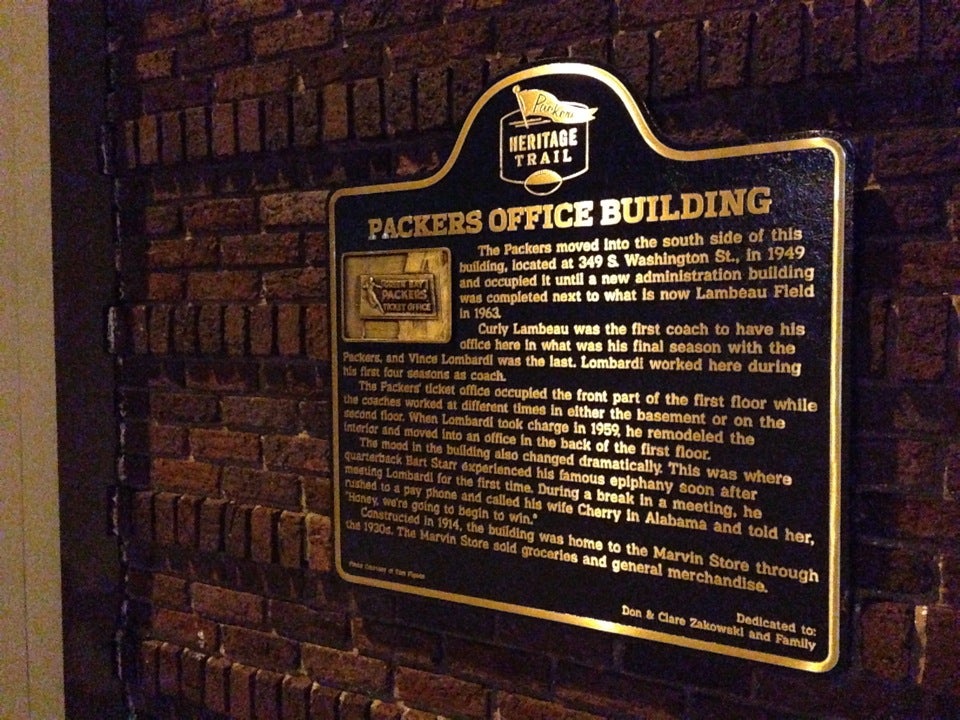 Packers
HERITAGE
TRAIL
PACKERS OFFICE BUILDING
GREEN BAY
PACKERS
TICKET OFFICE
The Packers moved into the south side of this
building, located at 349 S. Washington St., in 1949
and occupied it until a new administration building
was completed next to what is now Lambeau Field
in 1963.
Curly Lambeau was the first coach to have his
office here in what was his final season with the
Packers, and Vince Lombardi was the last. Lombardi worked here during
his first four seasons as coach.
The Packers' ticket office occupied the front part of the first floor while
the coaches worked at different times in either the basement or on the
second floor. When Lombardi took charge in 1959, he remodeled the
interior and moved into an office in the back of the first floor.
The mood in the building also changed dramatically. This was where
quarterback Bart Starr experienced his famous epiphany soon after
meeting Lombardi for the first time. During a break in a meeting, he
rushed to a pay phone and called his wife Cherry in Alabama and told her,
"Honey, we're going to begin to win."
Constructed in 1914, the building was home to the Marvin Store through
the 1930s. The Marvin Store sold groceries and general merchandise.
Photo Courtesy of Tom Pigeon
Dedicated to:
Don & Clare Zakowski and Family